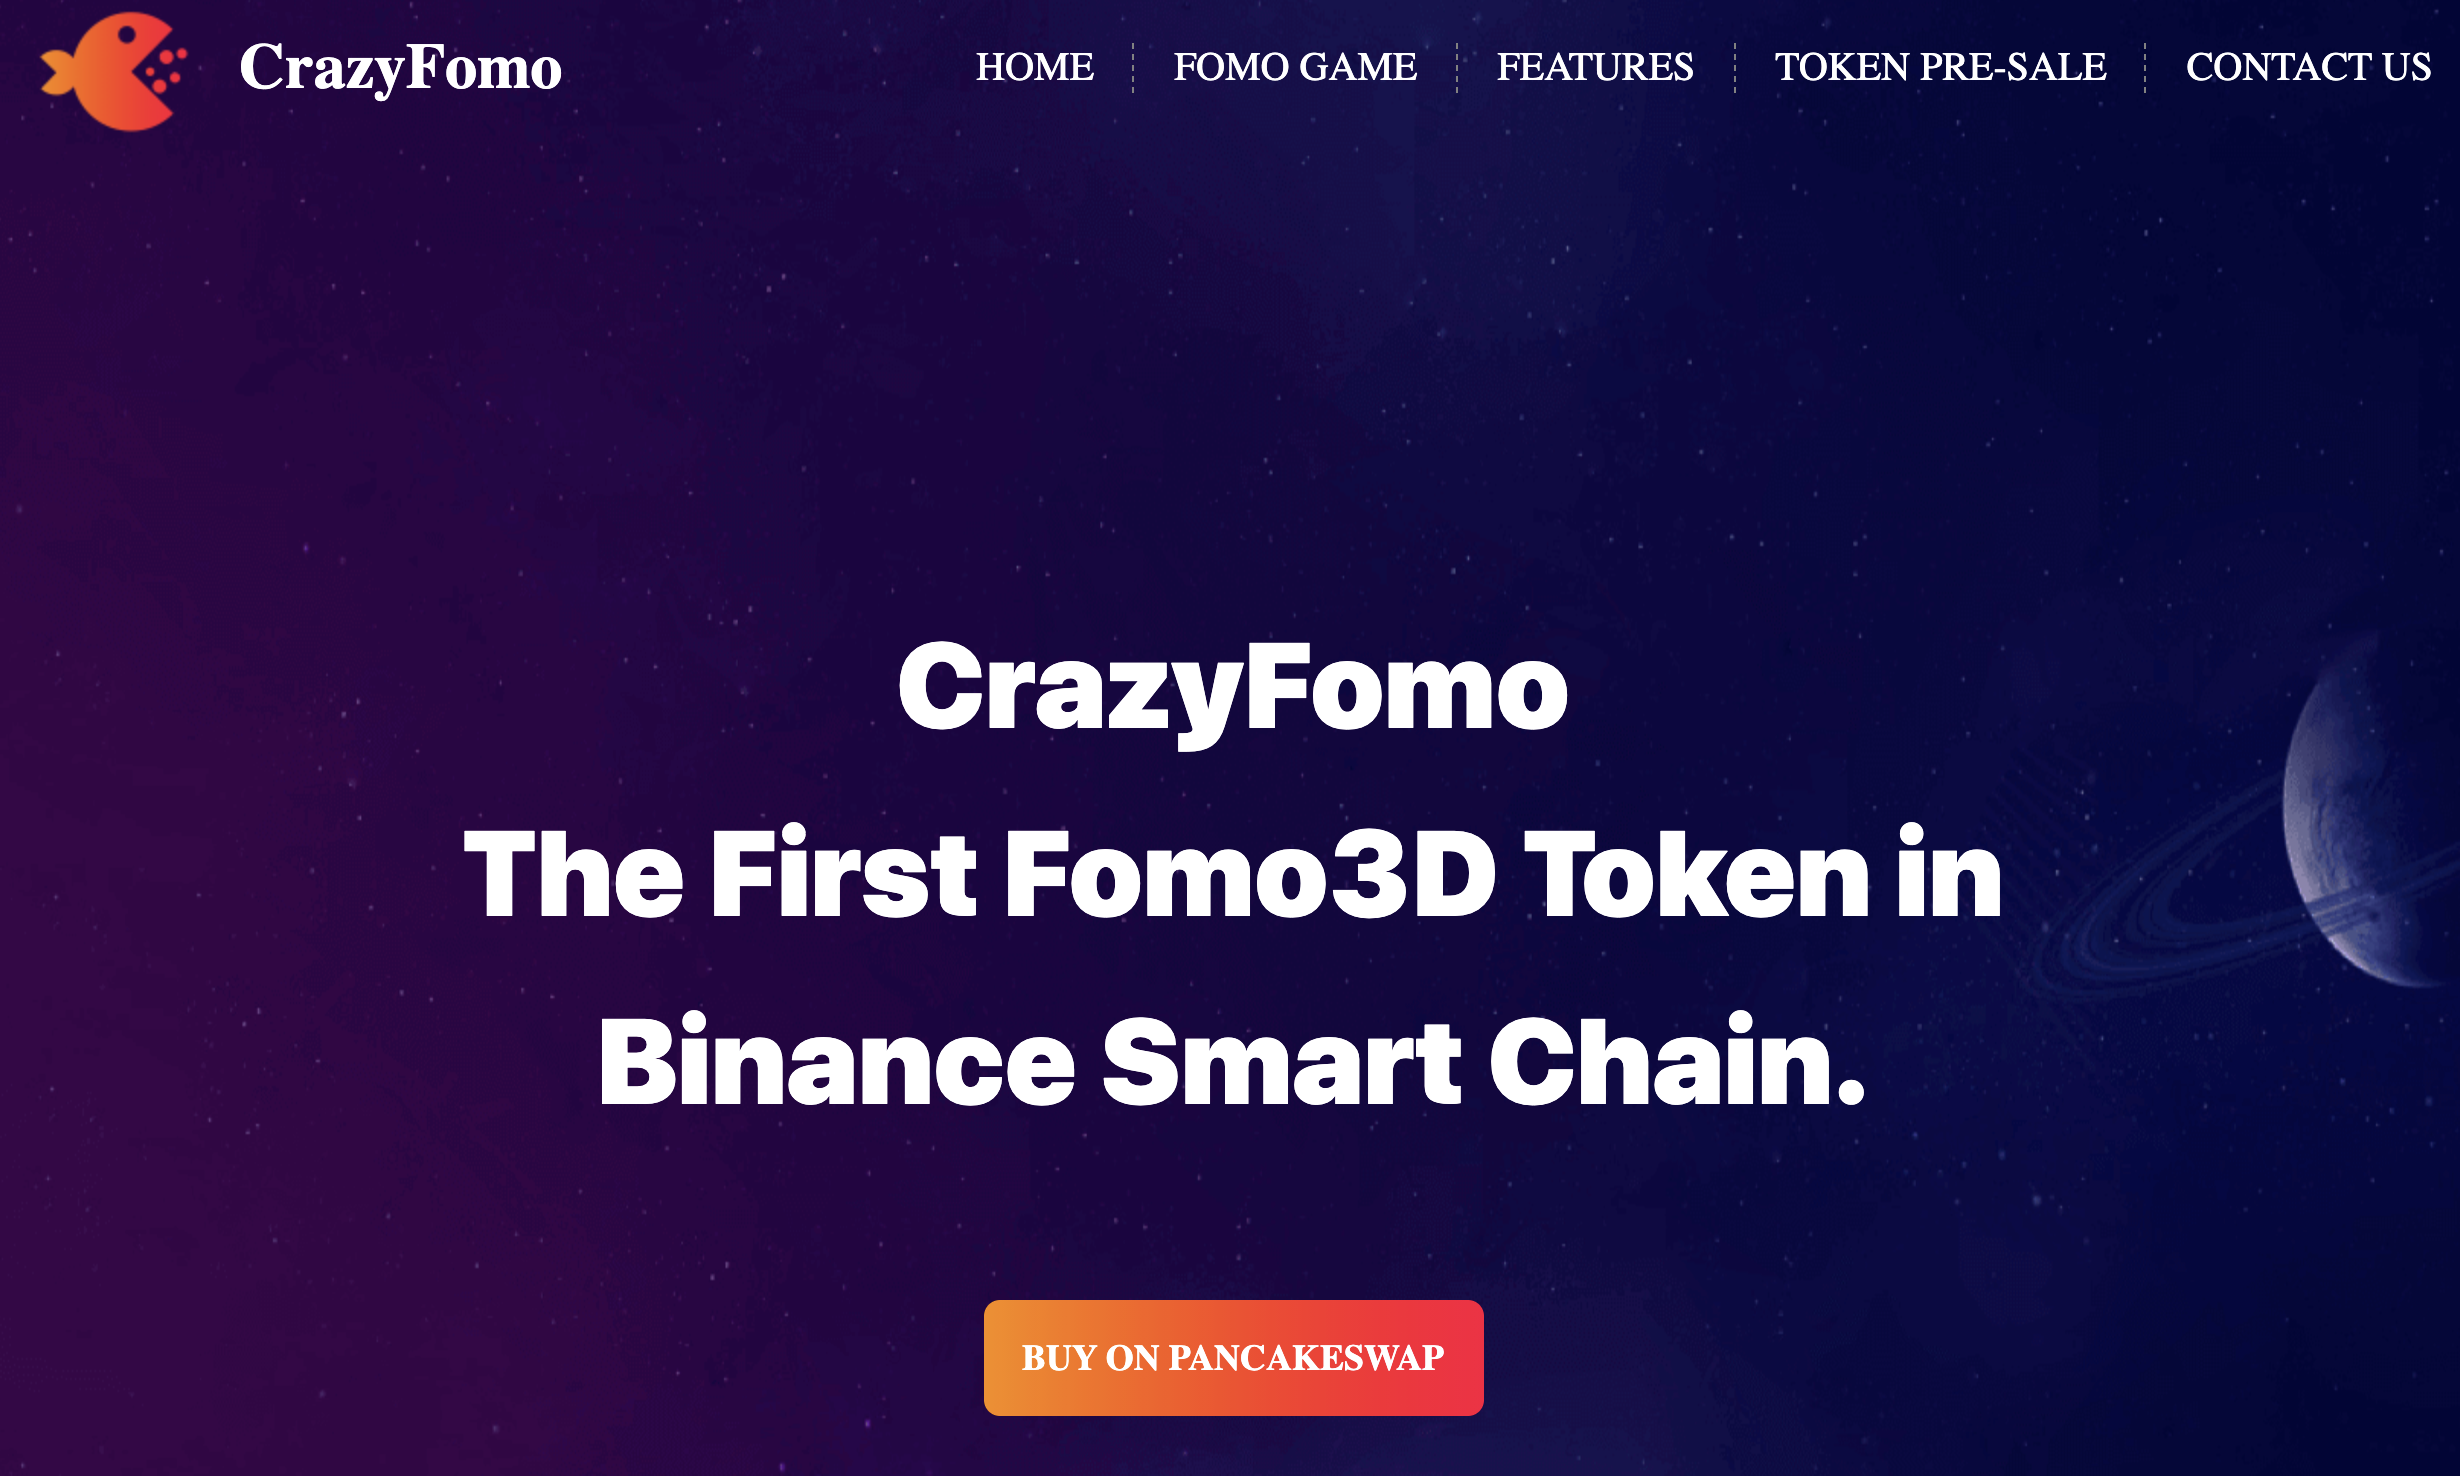 CrazyFomo
HOME
FOMO GAME
FEATURES
TOKEN PRE-SALE
CONTACT US
CrazyFomo
The First Fomo3D Token in
Binance Smart Chain.
BUY ON PANCAKESWAP